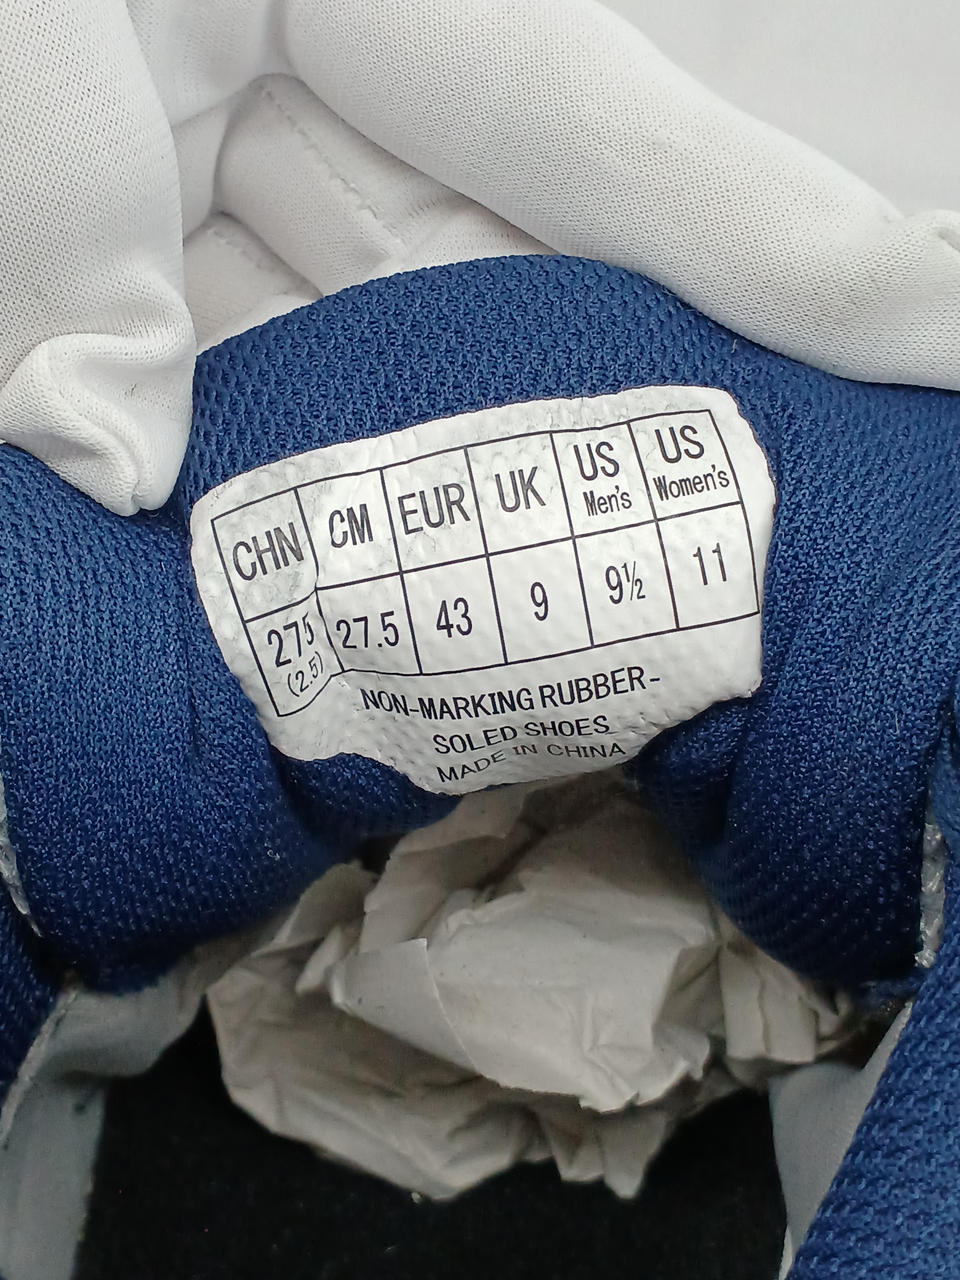 CHN CM EUR UK US Men's US Women's
275 (2.5) 27.5 43 9 9½ 11
NON-MARKING RUBBER-
SOLED SHOES
MADE IN CHINA